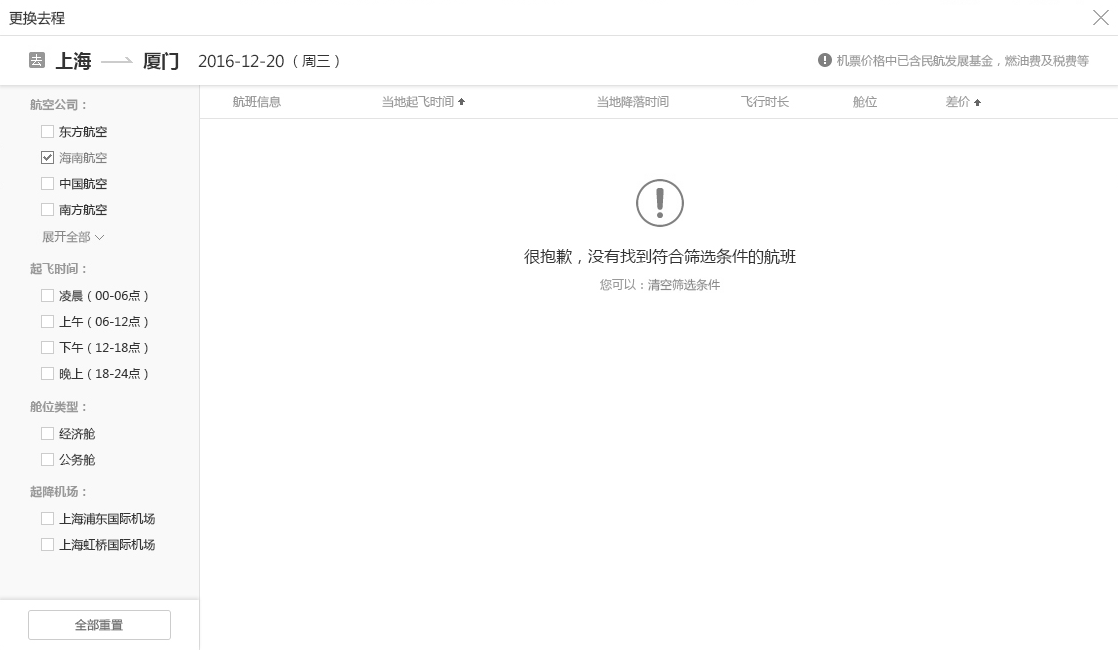 更换去程
去 上海 厦门 2016-12-20（周三）
机票价格中已含民航发展基金，燃油费及税费等
航空公司：
东方航空
海南航空
中国航空
南方航空
展开全部
起飞时间：
凌晨（00-06点）
上午（06-12点）
下午（12-18点）
晚上（18-24点）
舱位类型：
经济舱
公务舱
起降机场：
上海浦东国际机场
上海虹桥国际机场
全部重置
航班信息 当地起飞时间 当地降落时间 飞行时长 舱位 差价
很抱歉，没有找到符合筛选条件的航班
您可以：清空筛选条件